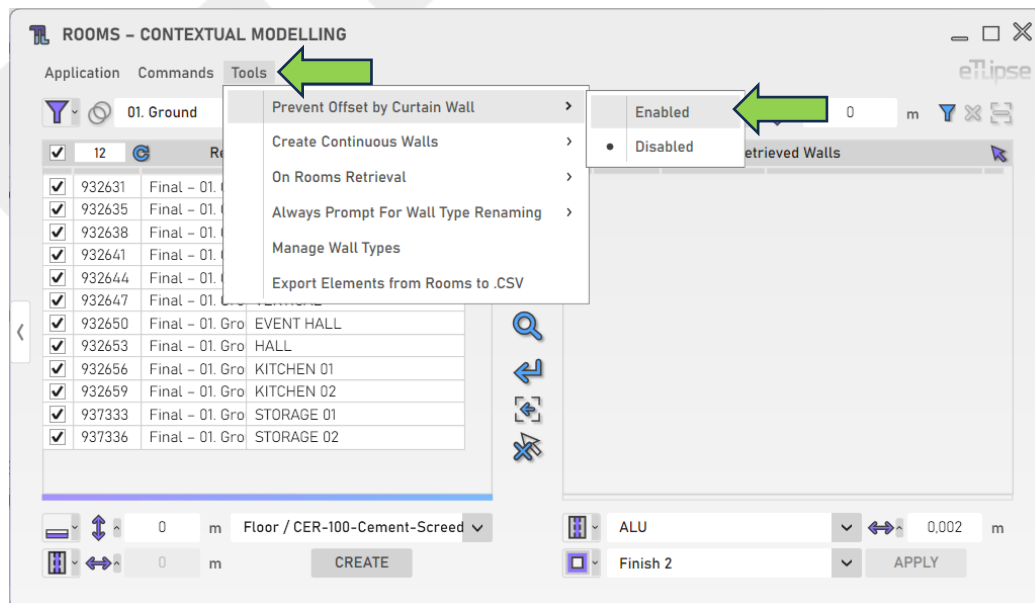 ROOMS – CONTEXTUAL MODELLING
Application Commands Tools
eTLipse
01. Ground
0 m
Prevent Offset by Curtain Wall
Enabled
Create Continuous Walls
Disabled
On Rooms Retrieval
Always Prompt For Wall Type Renaming
Manage Wall Types
Export Elements from Rooms to .CSV
12 Re
etrieved Walls
932631 Final – 01.
932635 Final – 01.
932638 Final – 01.
932641 Final – 01.
932644 Final – 01.
932647 Final – 01.
932650 Final – 01. Gro EVENT HALL
932653 Final – 01. Gro HALL
932656 Final – 01. Gro KITCHEN 01
932659 Final – 01. Gro KITCHEN 02
937333 Final – 01. Gro STORAGE 01
937336 Final – 01. Gro STORAGE 02
0 m Floor / CER-100-Cement-Screed
ALU 0,002 m
0 m CREATE
Finish 2 APPLY